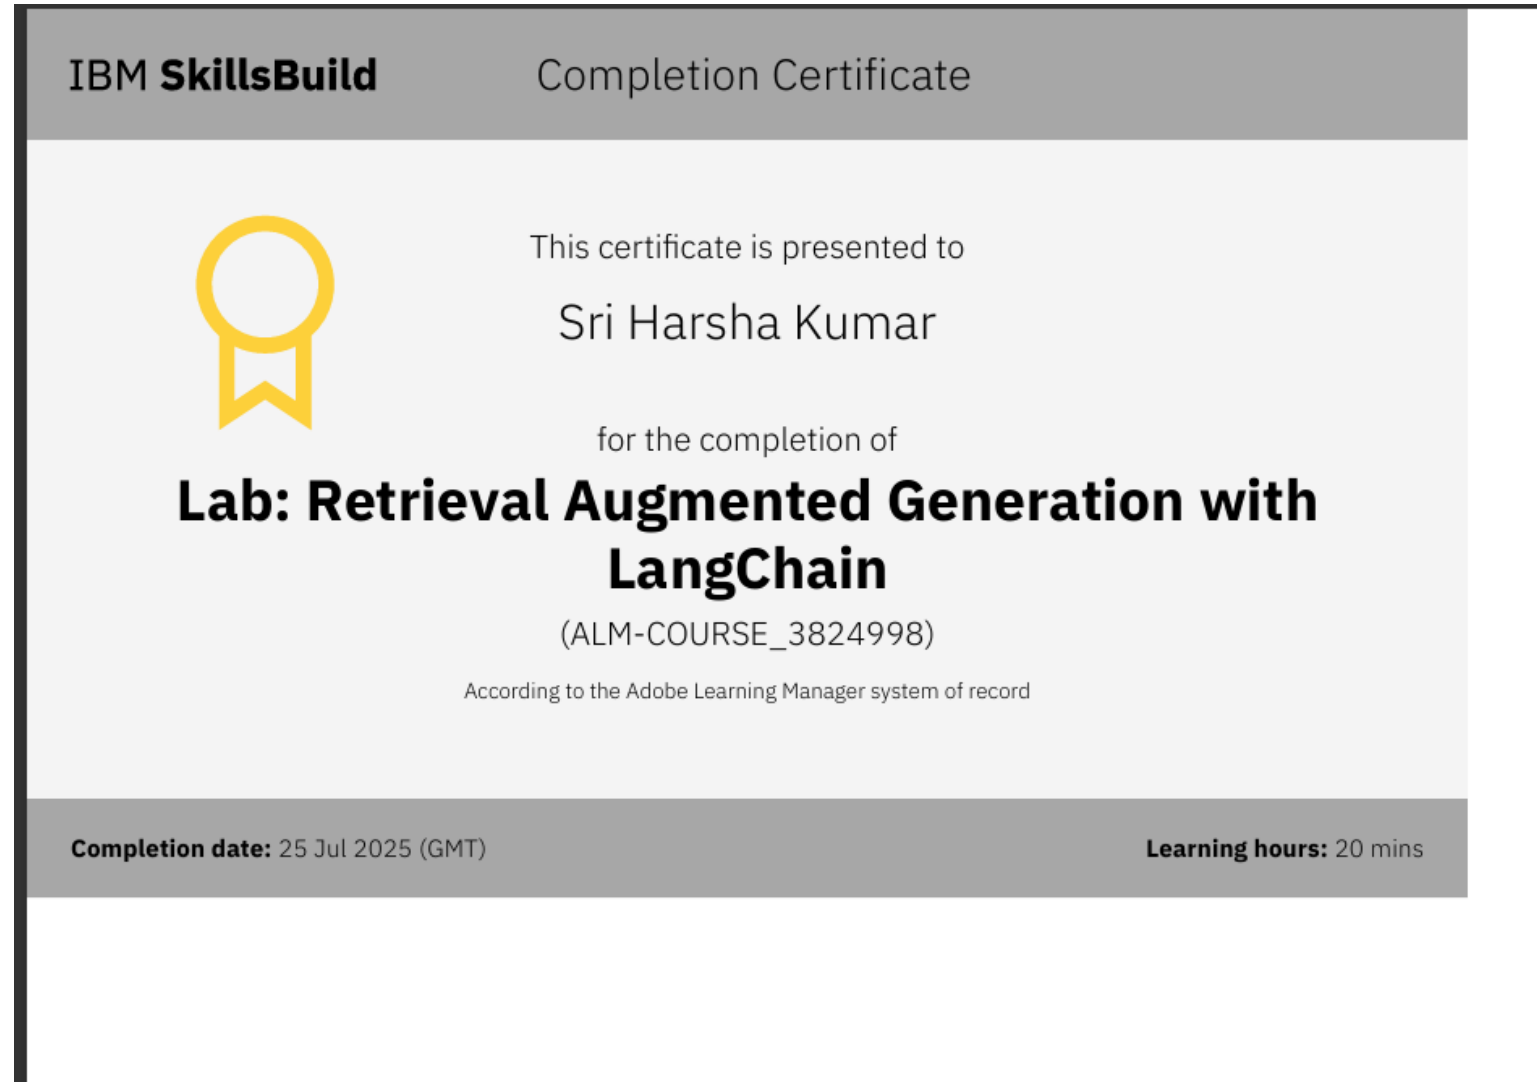 IBM SkillsBuild
Completion Certificate
This certificate is presented to
Sri Harsha Kumar
for the completion of
Lab: Retrieval Augmented Generation with
LangChain
(ALM-COURSE_3824998)
According to the Adobe Learning Manager system of record
Completion date: 25 Jul 2025 (GMT)
Learning hours: 20 mins